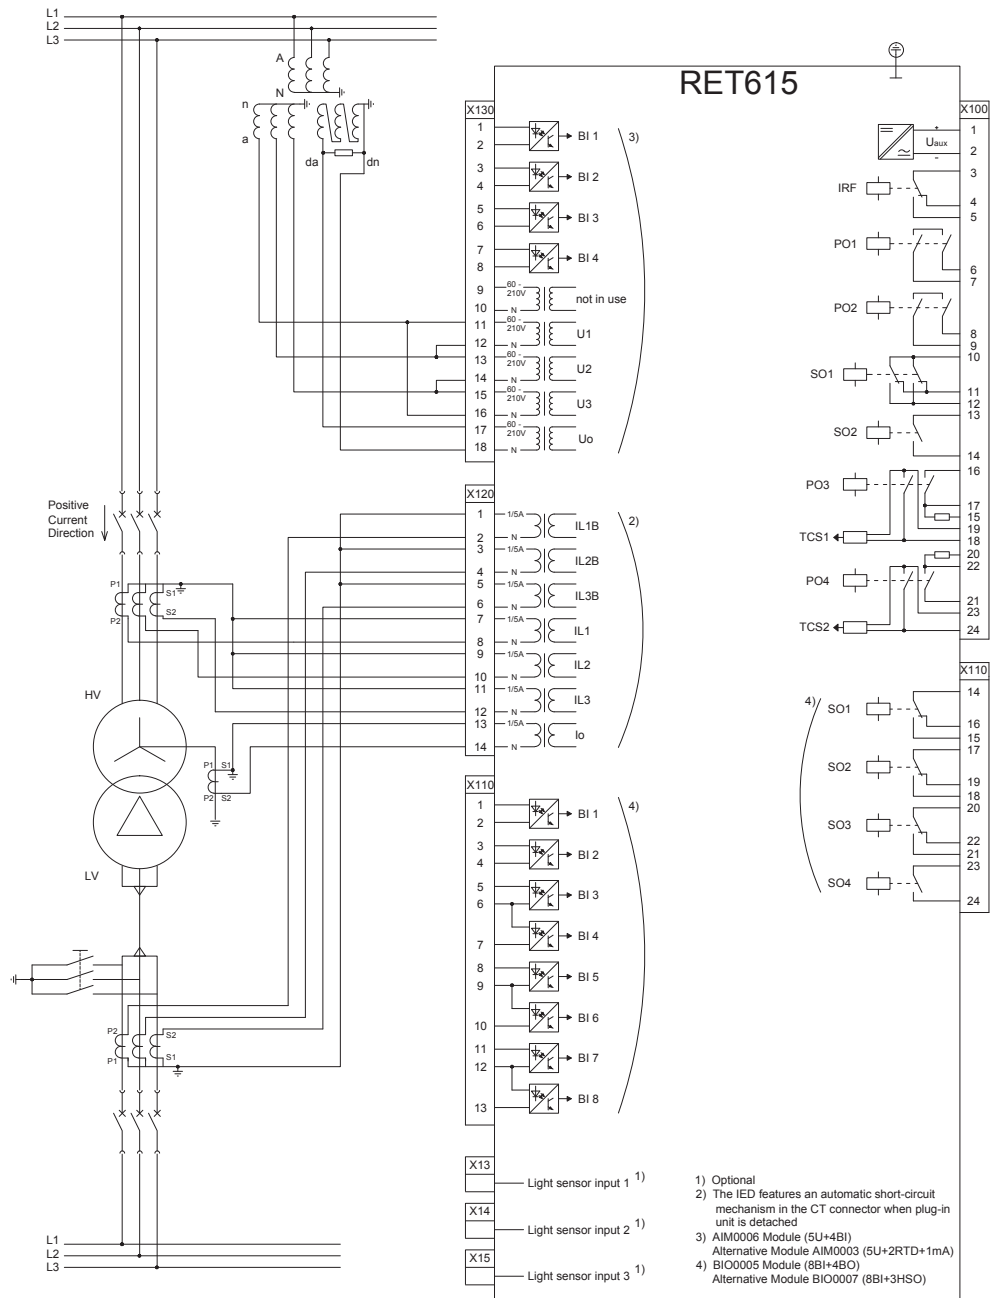 L1
L2
L3
A
N
n
a
da
dn
RET615
X130
1
2
BI 1
3)
3
4
BI 2
5
6
BI 3
7
8
BI 4
9
60 -
210V
10
N
not in use
11
60 -
210V
12
N
U1
13
60 -
210V
14
N
U2
15
60 -
210V
16
N
U3
17
60 -
210V
18
N
Uo
X100
1
+
Uaux
2
-
3
IRF
4
5
PO1
6
7
PO2
8
9
10
SO1
11
12
13
SO2
14
16
PO3
17
15
19
TCS1
18
20
22
PO4
21
23
TCS2
24
Positive
Current
Direction
P1
P2
S1
S2
HV
LV
P1
S1
P2
S2
P2
P1
S2
S1
X120
1
1/5A
2
N
IL1B
2)
3
1/5A
4
N
IL2B
5
1/5A
6
N
IL3B
7
1/5A
8
N
IL1
9
1/5A
10
N
IL2
11
1/5A
12
N
IL3
13
1/5A
14
N
Io
X110
1
2
BI 1
4)
3
4
BI 2
5
6
BI 3
7
BI 4
8
9
BI 5
10
BI 6
11
12
BI 7
13
BI 8
X110
14
4)
SO1
16
15
17
SO2
19
18
20
SO3
22
21
23
SO4
24
X13
Light sensor input 1 1)
X14
Light sensor input 2 1)
X15
Light sensor input 3 1)
L1
L2
L3
1) Optional
2) The IED features an automatic short-circuit
mechanism in the CT connector when plug-in
unit is detached
3) AIM0006 Module (5U+4BI)
Alternative Module AIM0003 (5U+2RTD+1mA)
4) BIO0005 Module (8BI+4BO)
Alternative Module BIO0007 (8BI+3HSO)